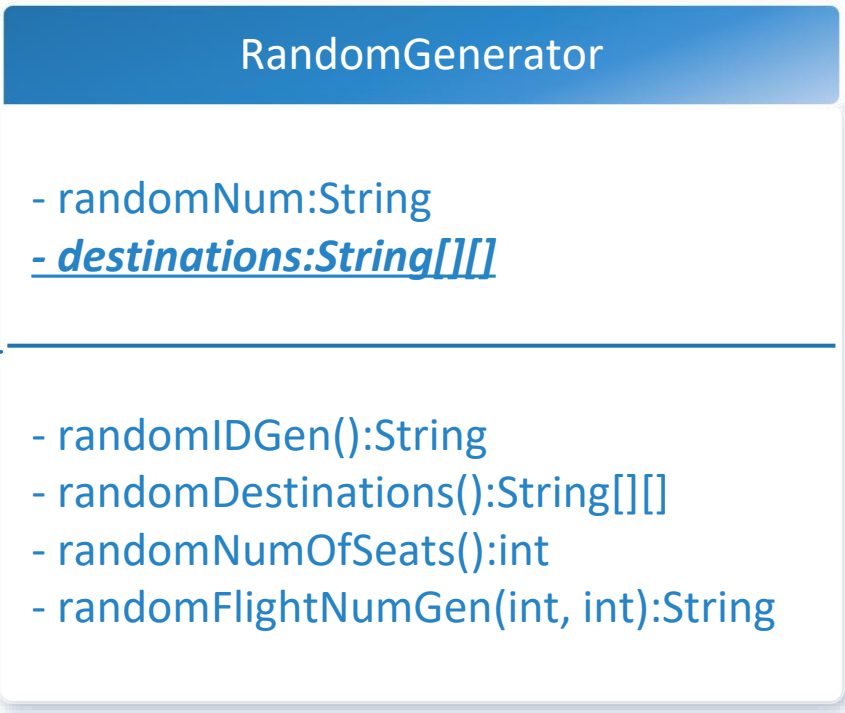 RandomGenerator
- randomNum:String
- destinations:String[][]
- randomIDGen():String
- randomDestinations():String[][]
- randomNumOfSeats():int
- randomFlightNumGen(int, int):String